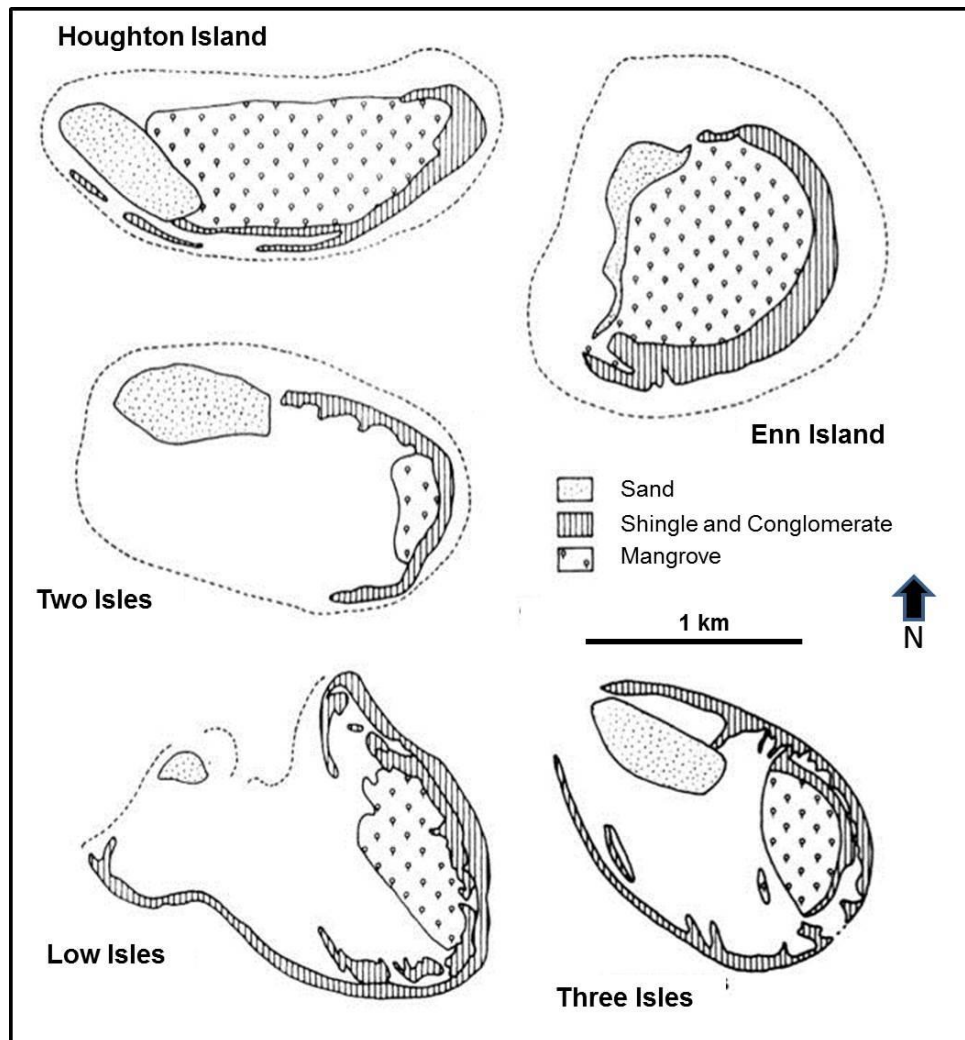 Houghton Island
Enn Island
Sand
Shingle and Conglomerate
Mangrove
Two Isles
1 km
N
Low Isles
Three Isles